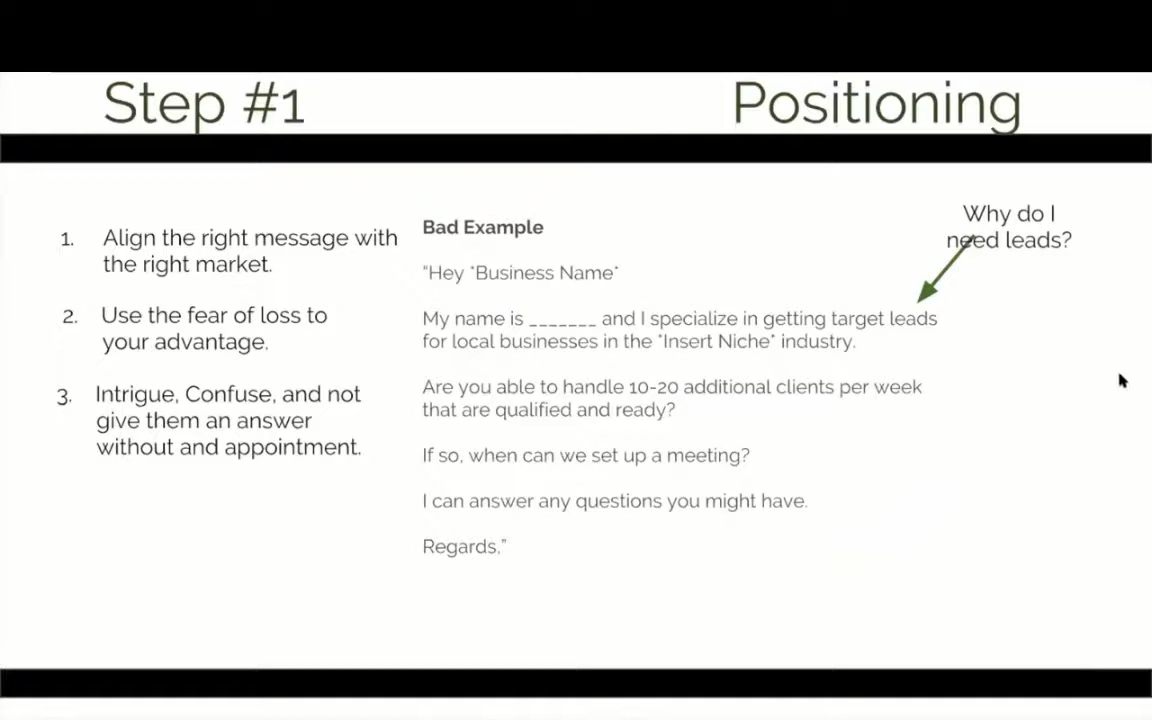 Step #1
Positioning
1. Align the right message with
the right market.
2. Use the fear of loss to
your advantage.
3. Intrigue, Confuse, and not
give them an answer
without and appointment.
Bad Example
"Hey *Business Name*
My name is _______ and I specialize in getting target leads
for local businesses in the *Insert Niche* industry.
Are you able to handle 10-20 additional clients per week
that are qualified and ready?
If so, when can we set up a meeting?
I can answer any questions you might have.
Regards,"
Why do I
need leads?